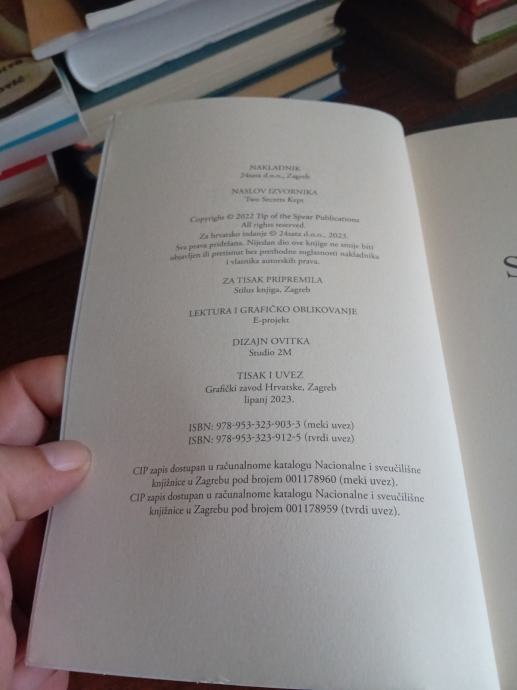 NAKLADNIK
24sata d.o.o., Zagreb
NASLOV IZVORNIKA
Two Secrets Kept
Copyright © 2022 Tip of the Spear Publications
All rights reserved.
Za hrvatsko izdanje © 24sata d.o.o., 2023.
Sva prava pridržana. Nijedan dio ove knjige ne smije biti
objavljen ili pretisnut bez prethodne suglasnosti nakladnika
i vlasnika autorskih prava.
ZA TISAK PRIPREMILA
Stilus knjiga, Zagreb
LEKTURA I GRAFIČKO OBLIKOVANJE
E-projekt
DIZAJN OVITKA
Studio 2M
TISAK I UVEZ
Grafički zavod Hrvatske, Zagreb
lipanj 2023.
ISBN: 978-953-323-903-3 (meki uvez)
ISBN: 978-953-323-912-5 (tvrdi uvez)
CIP zapis dostupan u računalnome katalogu Nacionalne i sveučilišne
knjižnice u Zagrebu pod brojem 001178960 (meki uvez).
CIP zapis dostupan u računalnome katalogu Nacionalne i sveučilišne
knjižnice u Zagrebu pod brojem 001178959 (tvrdi uvez).
S